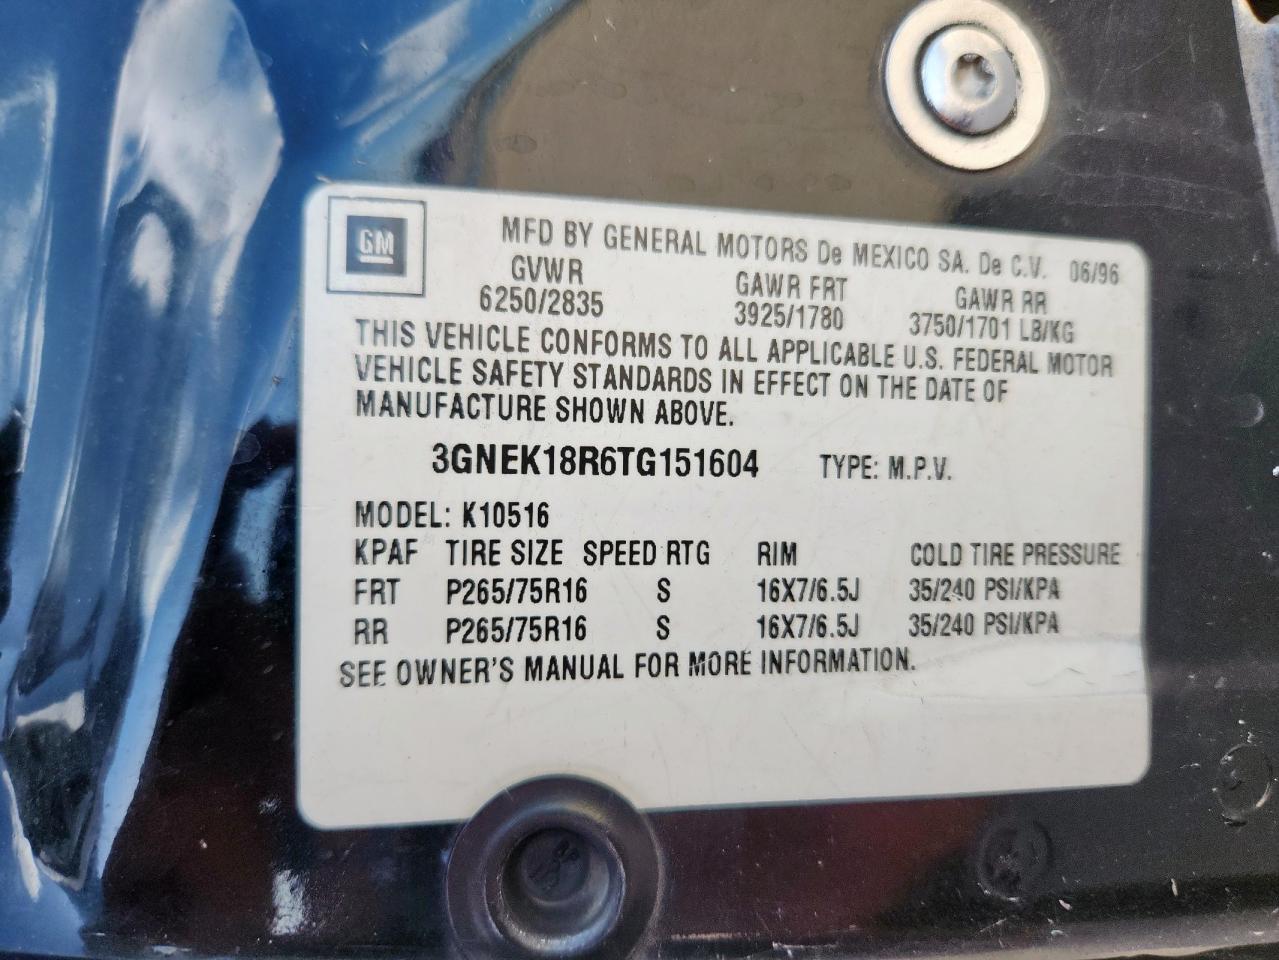 GM
MFD BY GENERAL MOTORS De MEXICO SA. De C.V. 06/96
GVWR GAWR FRT GAWR RR
6250/2835 3925/1780 3750/1701 LB/KG
THIS VEHICLE CONFORMS TO ALL APPLICABLE U.S. FEDERAL MOTOR
VEHICLE SAFETY STANDARDS IN EFFECT ON THE DATE OF
MANUFACTURE SHOWN ABOVE.
3GNEK18R6TG151604 TYPE: M.P.V.
MODEL: K10516
KPAF TIRE SIZE SPEED RTG RIM COLD TIRE PRESSURE
FRT P265/75R16 S 16X7/6.5J 35/240 PSI/KPA
RR P265/75R16 S 16X7/6.5J 35/240 PSI/KPA
SEE OWNER'S MANUAL FOR MORE INFORMATION.